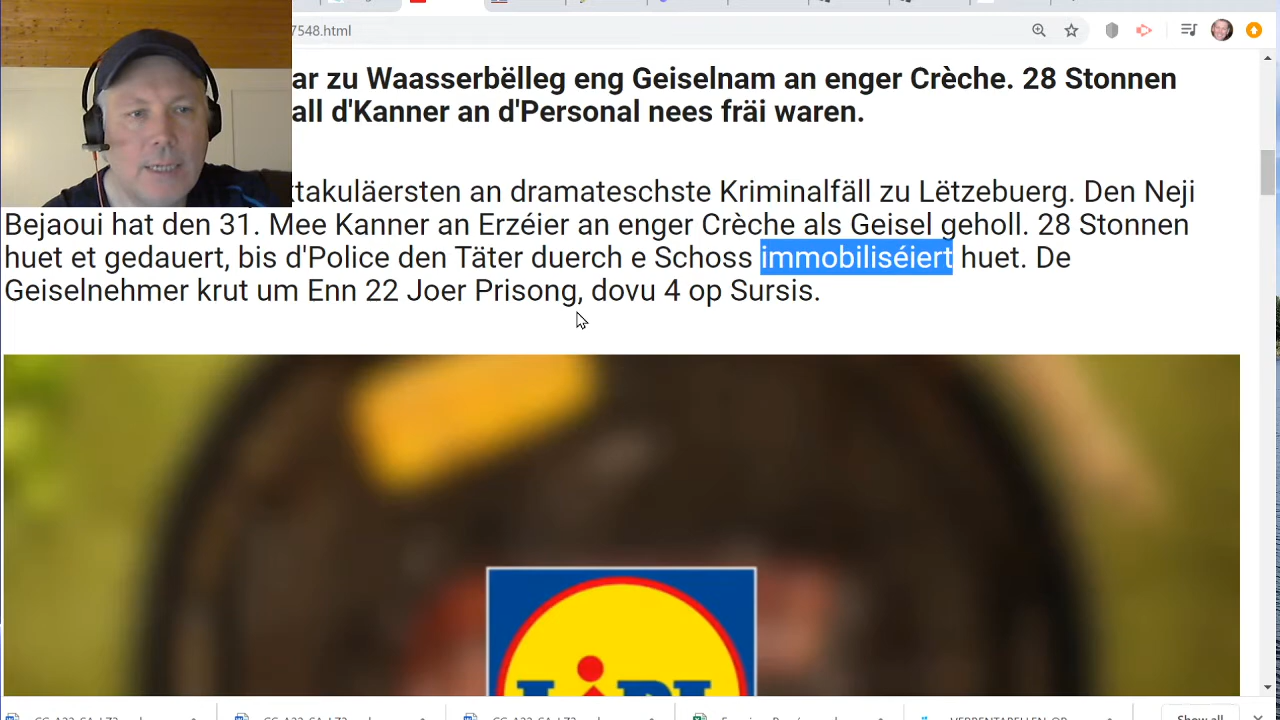 7548.html
ar zu Waasserbëlleg eng Geiselnam an enger Crèche. 28 Stonnen
all d'Kanner an d'Personal nees fräi waren.
ktakuläersten an dramateschste Kriminalfäll zu Lëtzebuerg. Den Neji
Bejaoui hat den 31. Mee Kanner an Erzéier an enger Crèche als Geisel geholl. 28 Stonnen
huet et gedauert, bis d'Police den Täter duerch e Schoss immobiliséiert huet. De
Geiselnehmer krut um Enn 22 Joer Prisong, dovu 4 op Sursis.